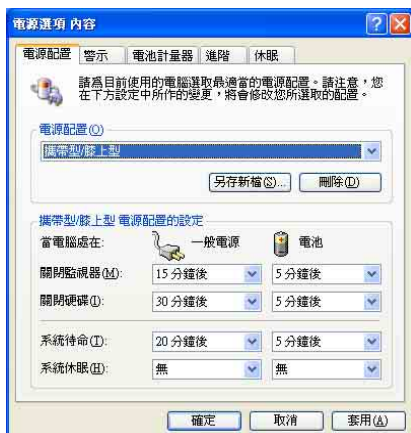 電源選項 內容
電源配置 警示 電池計量器 進階 休眠
請為目前使用的電腦選取最適當的電源配置。請注意，您
在下方設定中所作的變更，將會修改您所選取的配置。
電源配置(O)
攜帶型/膝上型
另存新檔(S)... 刪除(D)
攜帶型/膝上型 電源配置的設定
當電腦處在: 一般電源 電池
關閉監視器(M): 15 分鐘後 5 分鐘後
關閉硬碟(I): 30 分鐘後 5 分鐘後
系統待命(T): 20 分鐘後 5 分鐘後
系統休眠(H): 無 無
確定 取消 套用(A)